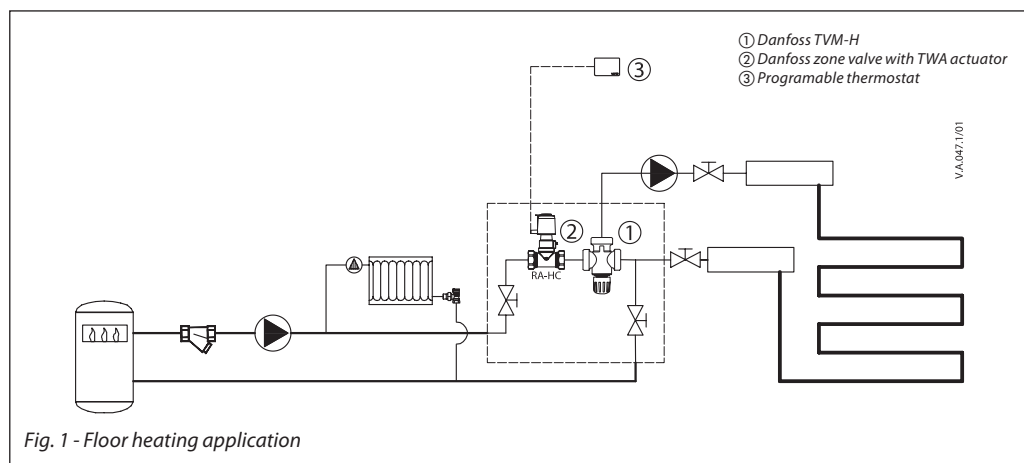 ① Danfoss TVM-H
② Danfoss zone valve with TWA actuator
③ Programable thermostat
③
V.A.047.1/01
②
①
RA-HC
Fig. 1 - Floor heating application